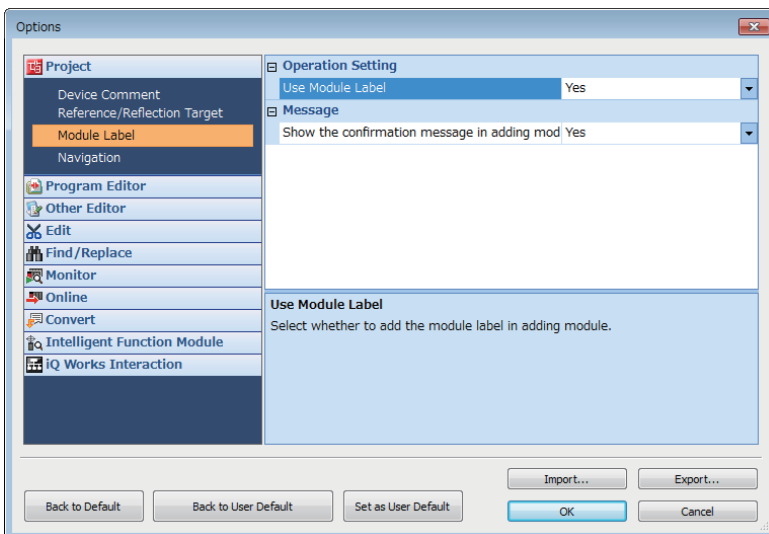 Options
Project
Device Comment
Reference/Reflection Target
Module Label
Navigation
Program Editor
Other Editor
Edit
Find/Replace
Monitor
Online
Convert
Intelligent Function Module
iQ Works Interaction
Operation Setting
Use Module Label Yes
Message
Show the confirmation message in adding mod Yes
Use Module Label
Select whether to add the module label in adding module.
Import... Export...
Back to Default Back to User Default Set as User Default OK Cancel